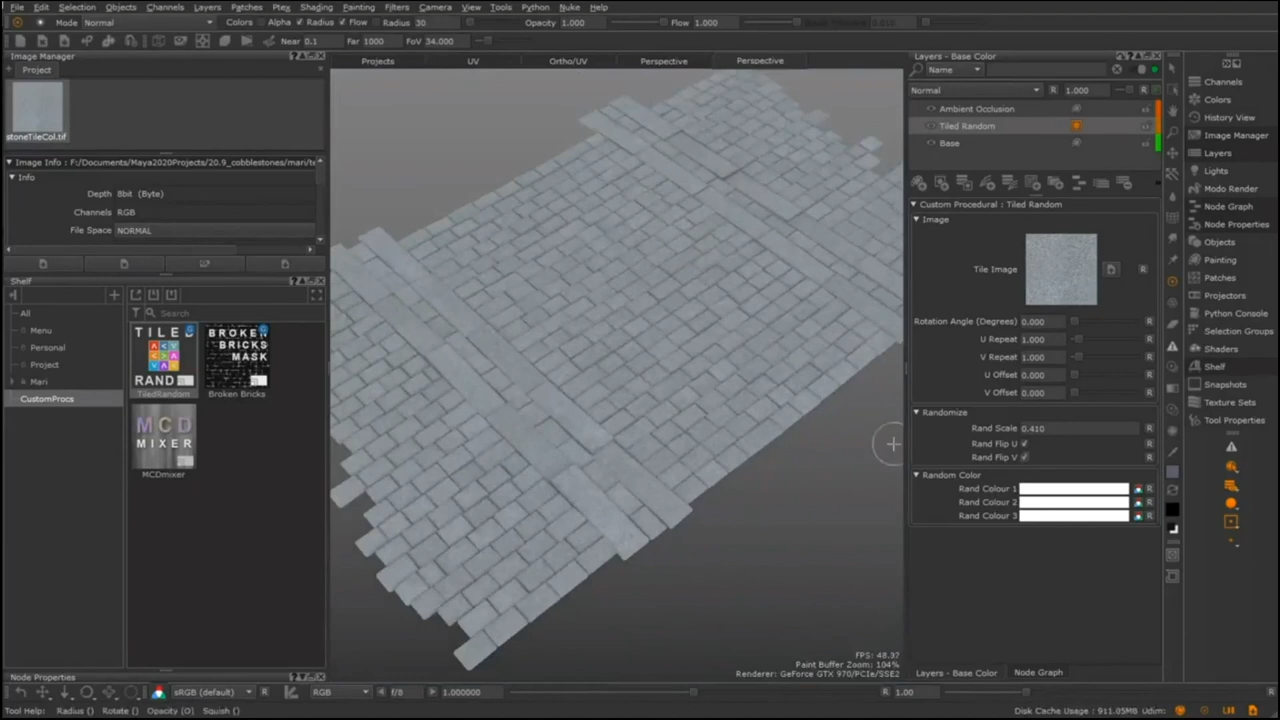 File Edit Selection Objects Channels Layers Patches Ptex Shading Painting Filters Camera View Tools Python Nuke Help
Mode Normal Colors Alpha Radius Flow Radius 30 Opacity 1.000 Flow 1.000
Near 0.1 Far 1000 FoV 34.000
Image Manager
Project
stoneTileCol.tif
Image Info : F:/Documents/Maya2020Projects/20.9_cobblestones/mari/te
Info
Depth 8bit (Byte)
Channels RGB
File Space NORMAL
Shelf
Search
All
Menu
Personal
Project
Mari
CustomProcs
TILED
RAND
TiledRandom
BROKEN
BRICKS
MASK
Broken Bricks
MCD
MIXER
MCDmixer
Projects UV Ortho/UV Perspective Perspective
FPS: 48.37
Paint Buffer Zoom: 104%
Renderer: GeForce GTX 970/PCIe/SSE2
Layers - Base Color
Name
Normal R 1.000 R
Ambient Occlusion
Tiled Random
Base
Custom Procedural : Tiled Random
Image
Tile Image R
Rotation Angle (Degrees) 0.000 R
U Repeat 1.000 R
V Repeat 1.000 R
U Offset 0.000 R
V Offset 0.000 R
Randomize
Rand Scale 0.410 R
Rand Flip U R
Rand Flip V R
Random Color
Rand Colour 1 R
Rand Colour 2 R
Rand Colour 3 R
Layers - Base Color Node Graph
Channels
Colors
History View
Image Manager
Layers
Lights
Modo Render
Node Graph
Node Properties
Objects
Painting
Patches
Projectors
Python Console
Selection Groups
Shaders
Shelf
Snapshots
Texture Sets
Tool Properties
Node Properties
sRGB (default) R RGB f/8 1.000000 R 1.00 R
Tool Help: Radius () Rotate () Opacity (O) Squish () Disk Cache Usage : 911.05MB Udim: